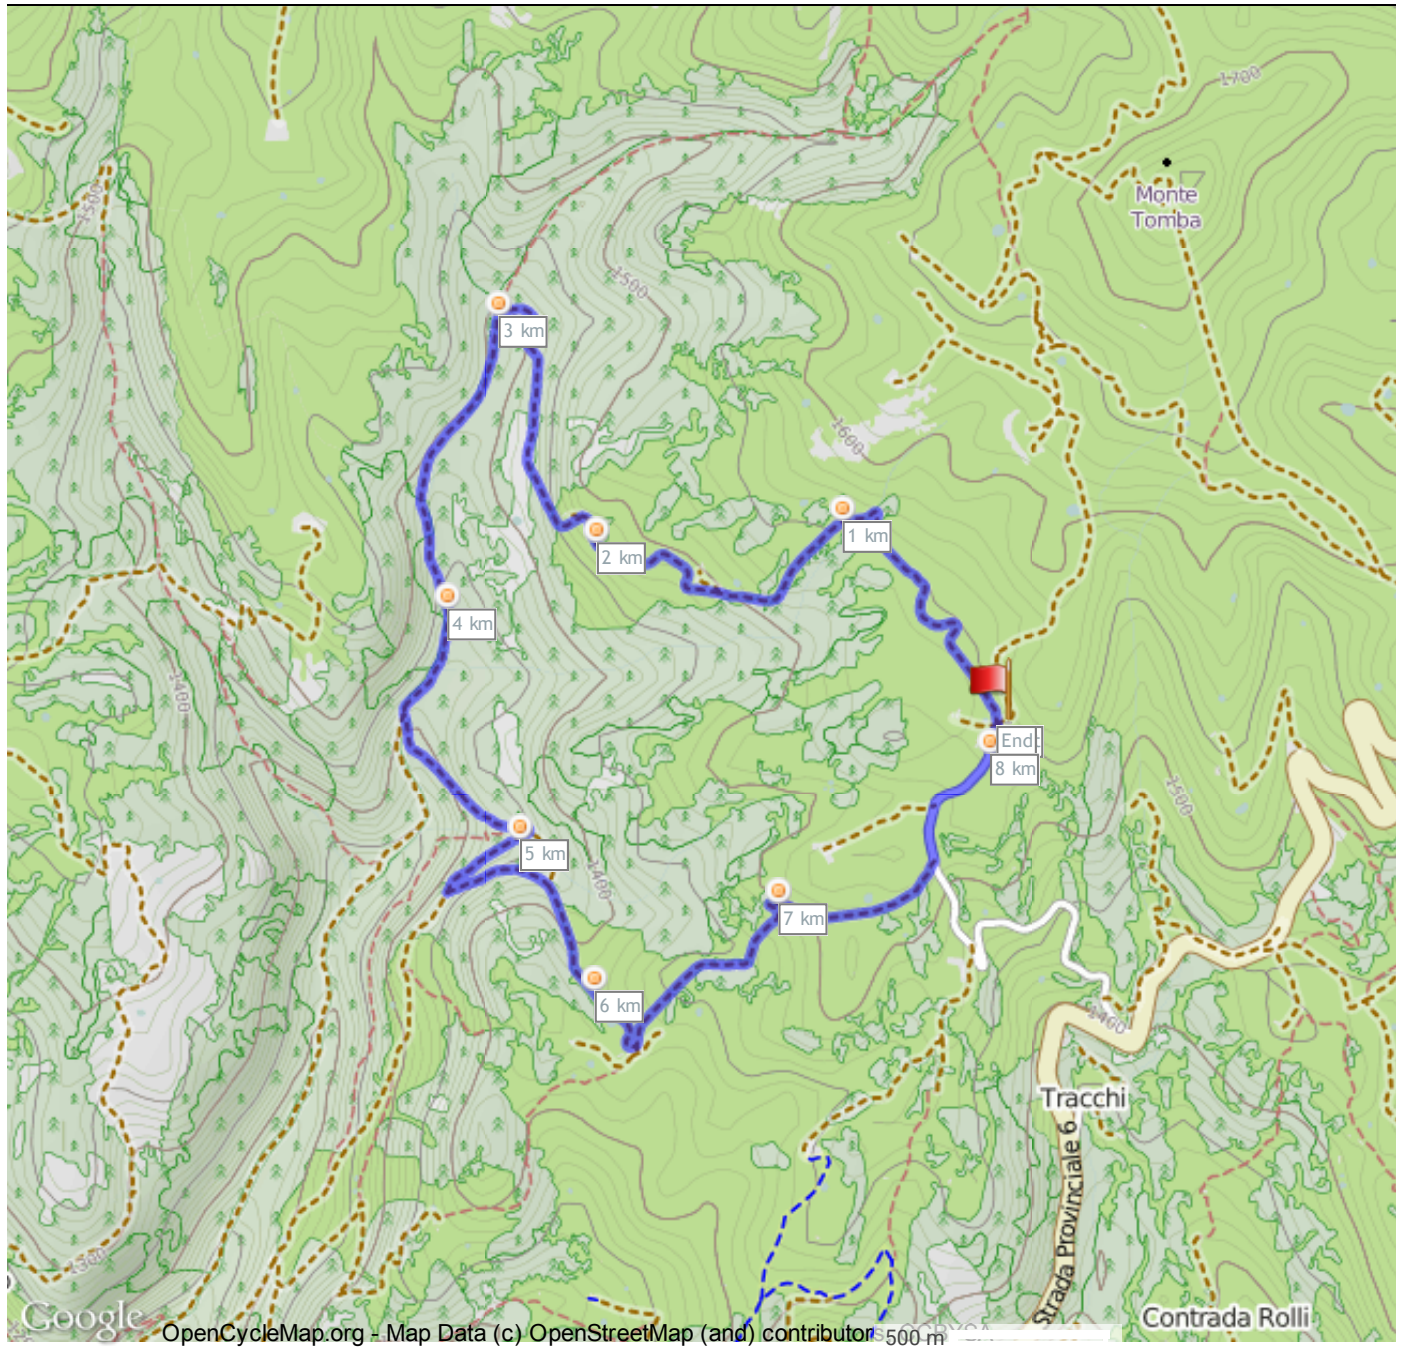 1700
Monte
Tomba
1500
1500
3 km
1600
1 km
2 km
4 km
1400
End
8 km
1500
5 km
1400
7 km
6 km
1400
Tracchi
Strada Provinciale 6
1300
Google
Contrada Rolli
OpenCycleMap.org - Map Data (c) OpenStreetMap (and) contributors
500 m